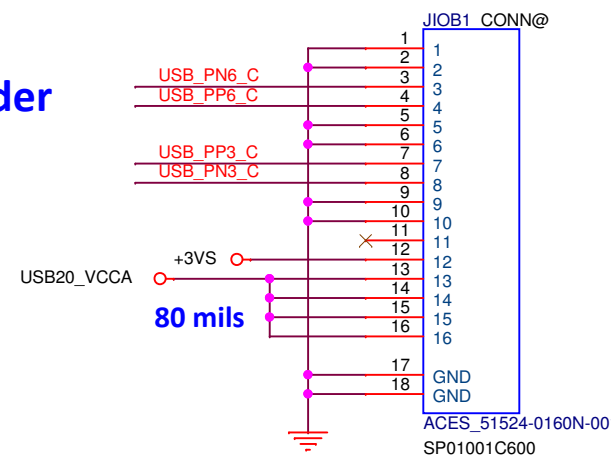 JIOB1 CONN@
1 1
2 2
USB_PN6_C 3 3
der
USB_PP6_C 4 4
5 5
6 6
USB_PP3_C 7 7
USB_PN3_C 8 8
9 9
10 10
11 11
+3VS 12 12
USB20_VCCA 13 13
14 14
80 mils 15 15
16 16
17 GND
18 GND
ACES_51524-0160N-00
SP01001C600